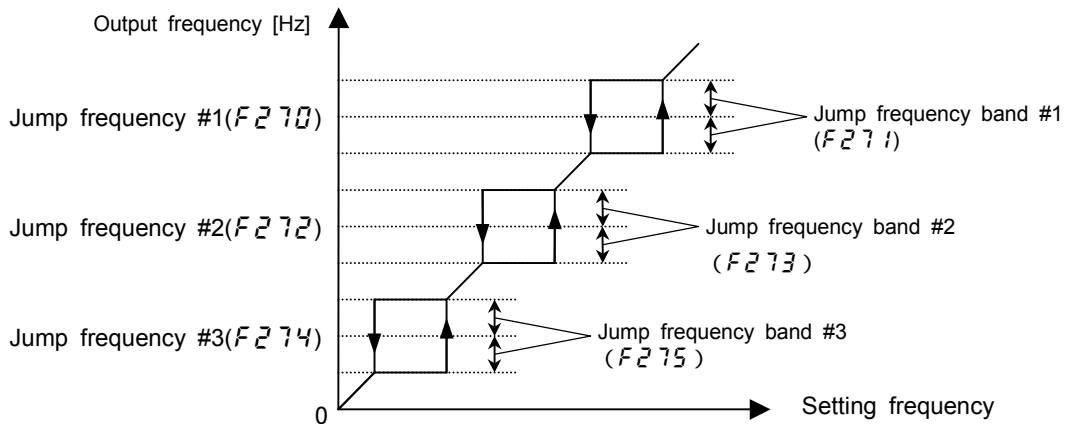 Output frequency [Hz]
Jump frequency #1(F270)
Jump frequency band #1
(F271)
Jump frequency #2(F272)
Jump frequency band #2
(F273)
Jump frequency #3(F274)
Jump frequency band #3
(F275)
0
Setting frequency